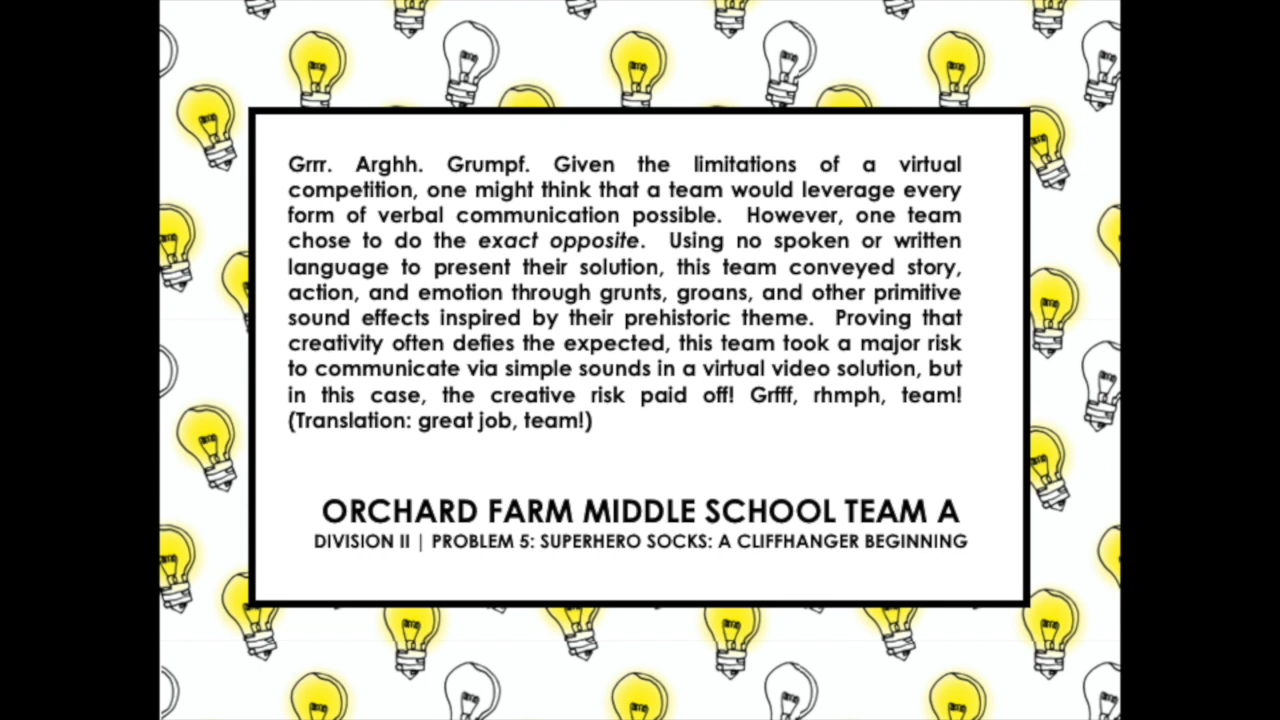 Grrr. Arghh. Grumpf. Given the limitations of a virtual
competition, one might think that a team would leverage every
form of verbal communication possible. However, one team
chose to do the exact opposite. Using no spoken or written
language to present their solution, this team conveyed story,
action, and emotion through grunts, groans, and other primitive
sound effects inspired by their prehistoric theme. Proving that
creativity often defies the expected, this team took a major risk
to communicate via simple sounds in a virtual video solution, but
in this case, the creative risk paid off! Grfff, rhmph, team!
(Translation: great job, team!)
ORCHARD FARM MIDDLE SCHOOL TEAM A
DIVISION II | PROBLEM 5: SUPERHERO SOCKS: A CLIFFHANGER BEGINNING